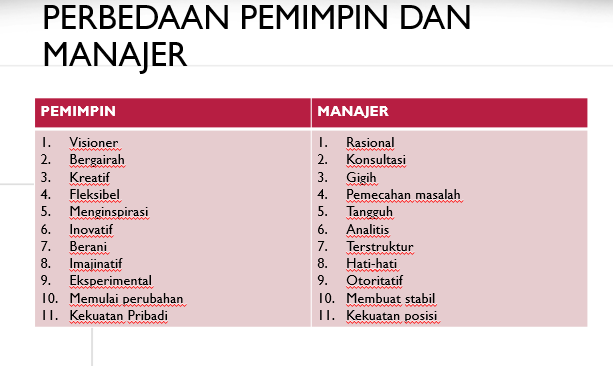 PERBEDAAN PEMIMPIN DAN
MANAJER
PEMIMPIN
1. Visioner
2. Bergairah
3. Kreatif
4. Fleksibel
5. Menginspirasi
6. Inovatif
7. Berani
8. Imajinatif
9. Eksperimental
10. Memulai perubahan
11. Kekuatan Pribadi
MANAJER
1. Rasional
2. Konsultasi
3. Gigih
4. Pemecahan masalah
5. Tangguh
6. Analitis
7. Terstruktur
8. Hati-hati
9. Otoritatif
10. Membuat stabil
11. Kekuatan posisi